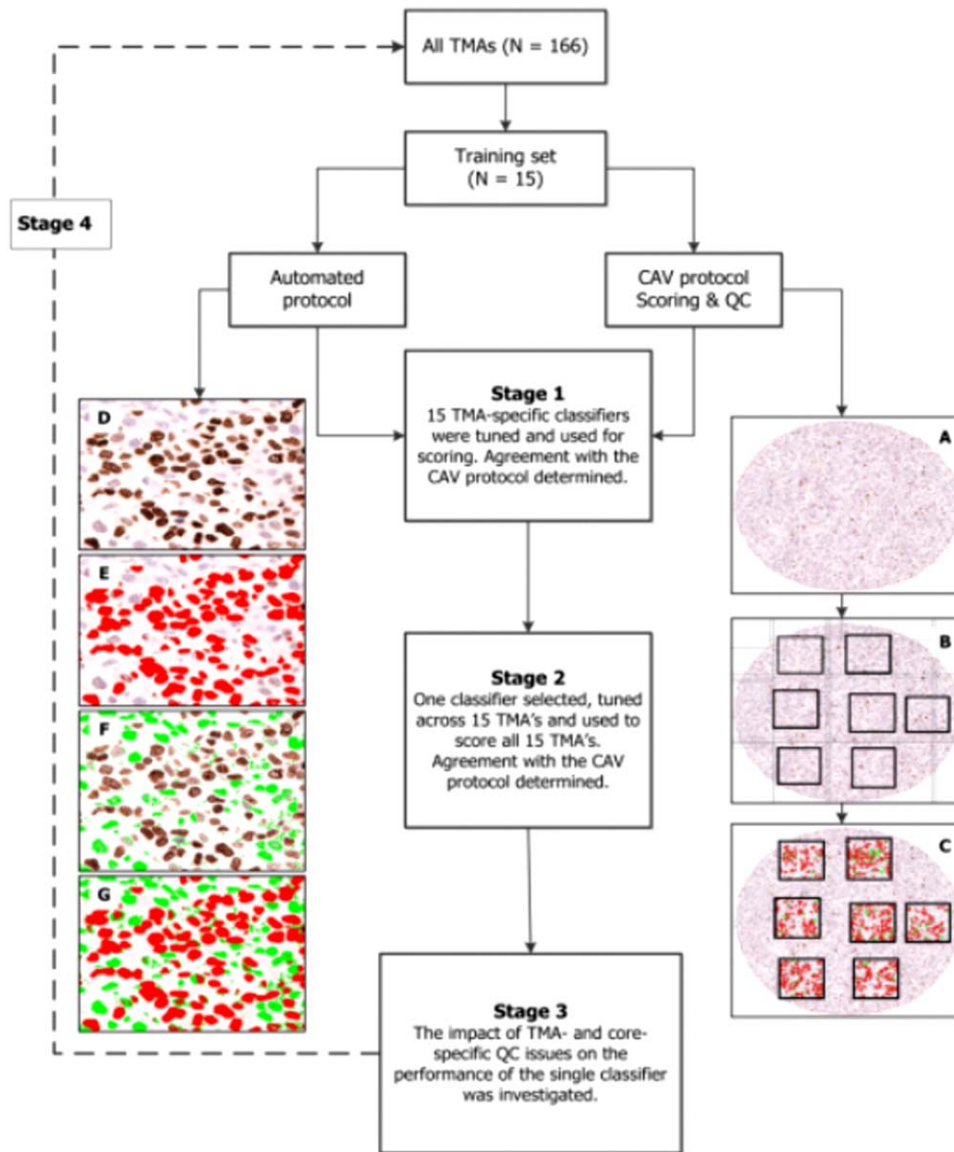 All TMAs (N = 166)
Training set
(N = 15)
Stage 4
Automated
protocol
CAV protocol
Scoring & QC
Stage 1
15 TMA-specific classifiers
were tuned and used for
scoring. Agreement with the
CAV protocol determined.
D
A
E
B
Stage 2
One classifier selected, tuned
across 15 TMA's and used to
score all 15 TMA's.
Agreement with the CAV
protocol determined.
F
C
G
Stage 3
The impact of TMA- and core-
specific QC issues on the
performance of the single classifier
was investigated.